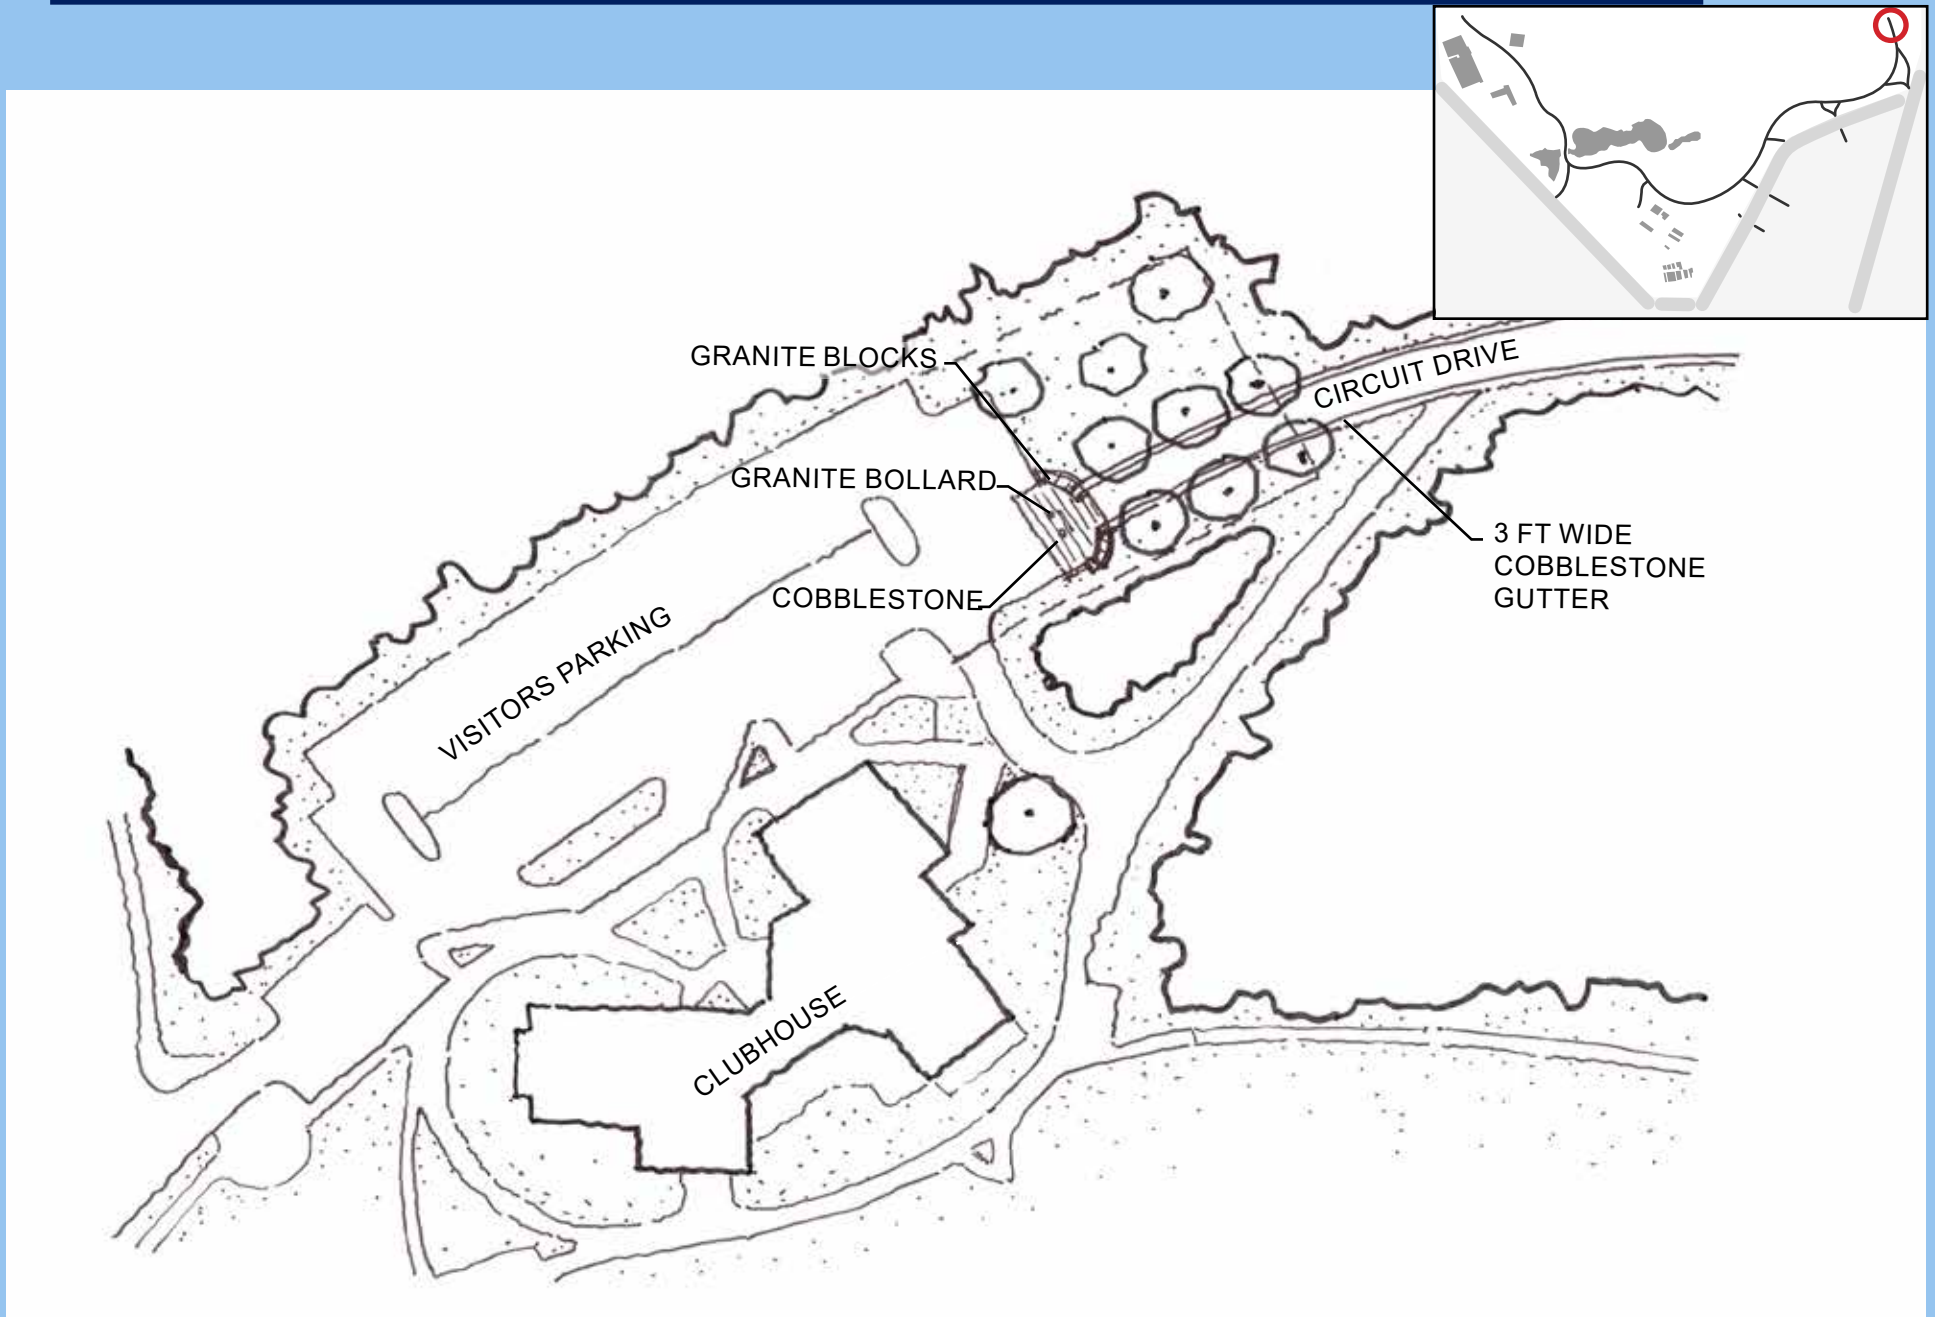 GRANITE BLOCKS
CIRCUIT DRIVE
GRANITE BOLLARD
3 FT WIDE
COBBLESTONE
GUTTER
COBBLESTONE
VISITORS PARKING
CLUBHOUSE